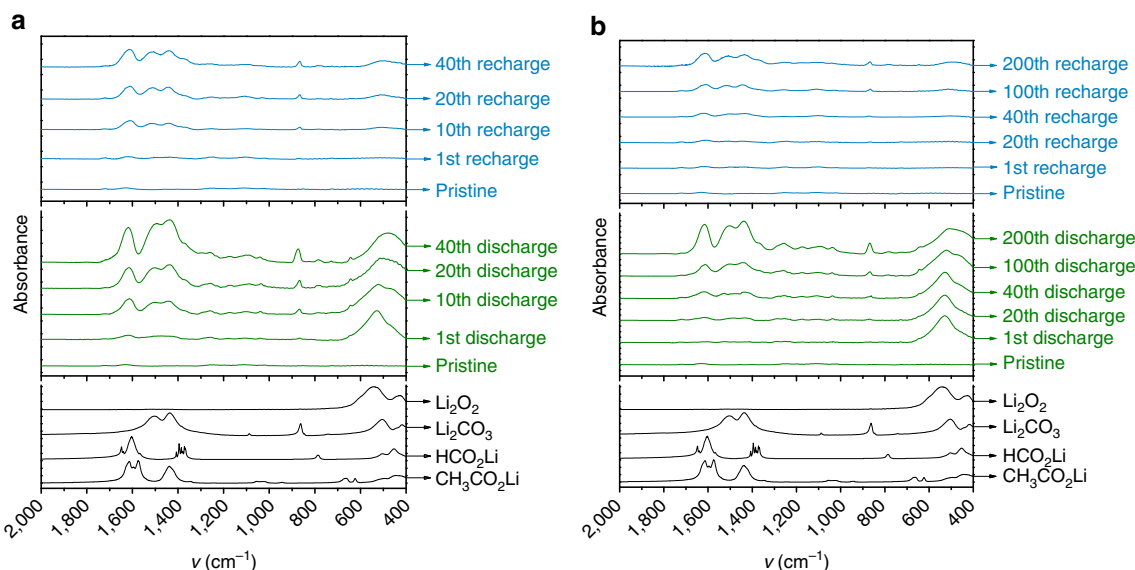 a
40th recharge
20th recharge
10th recharge
1st recharge
Pristine
40th discharge
20th discharge
10th discharge
1st discharge
Pristine
Li₂O₂
Li₂CO₃
HCO₂Li
CH₃CO₂Li
Absorbance
2,000 1,800 1,600 1,400 1,200 1,000 800 600 400
ν (cm⁻¹)
b
200th recharge
100th recharge
40th recharge
20th recharge
1st recharge
Pristine
200th discharge
100th discharge
40th discharge
20th discharge
1st discharge
Pristine
Li₂O₂
Li₂CO₃
HCO₂Li
CH₃CO₂Li
Absorbance
2,000 1,800 1,600 1,400 1,200 1,000 800 600 400
ν (cm⁻¹)